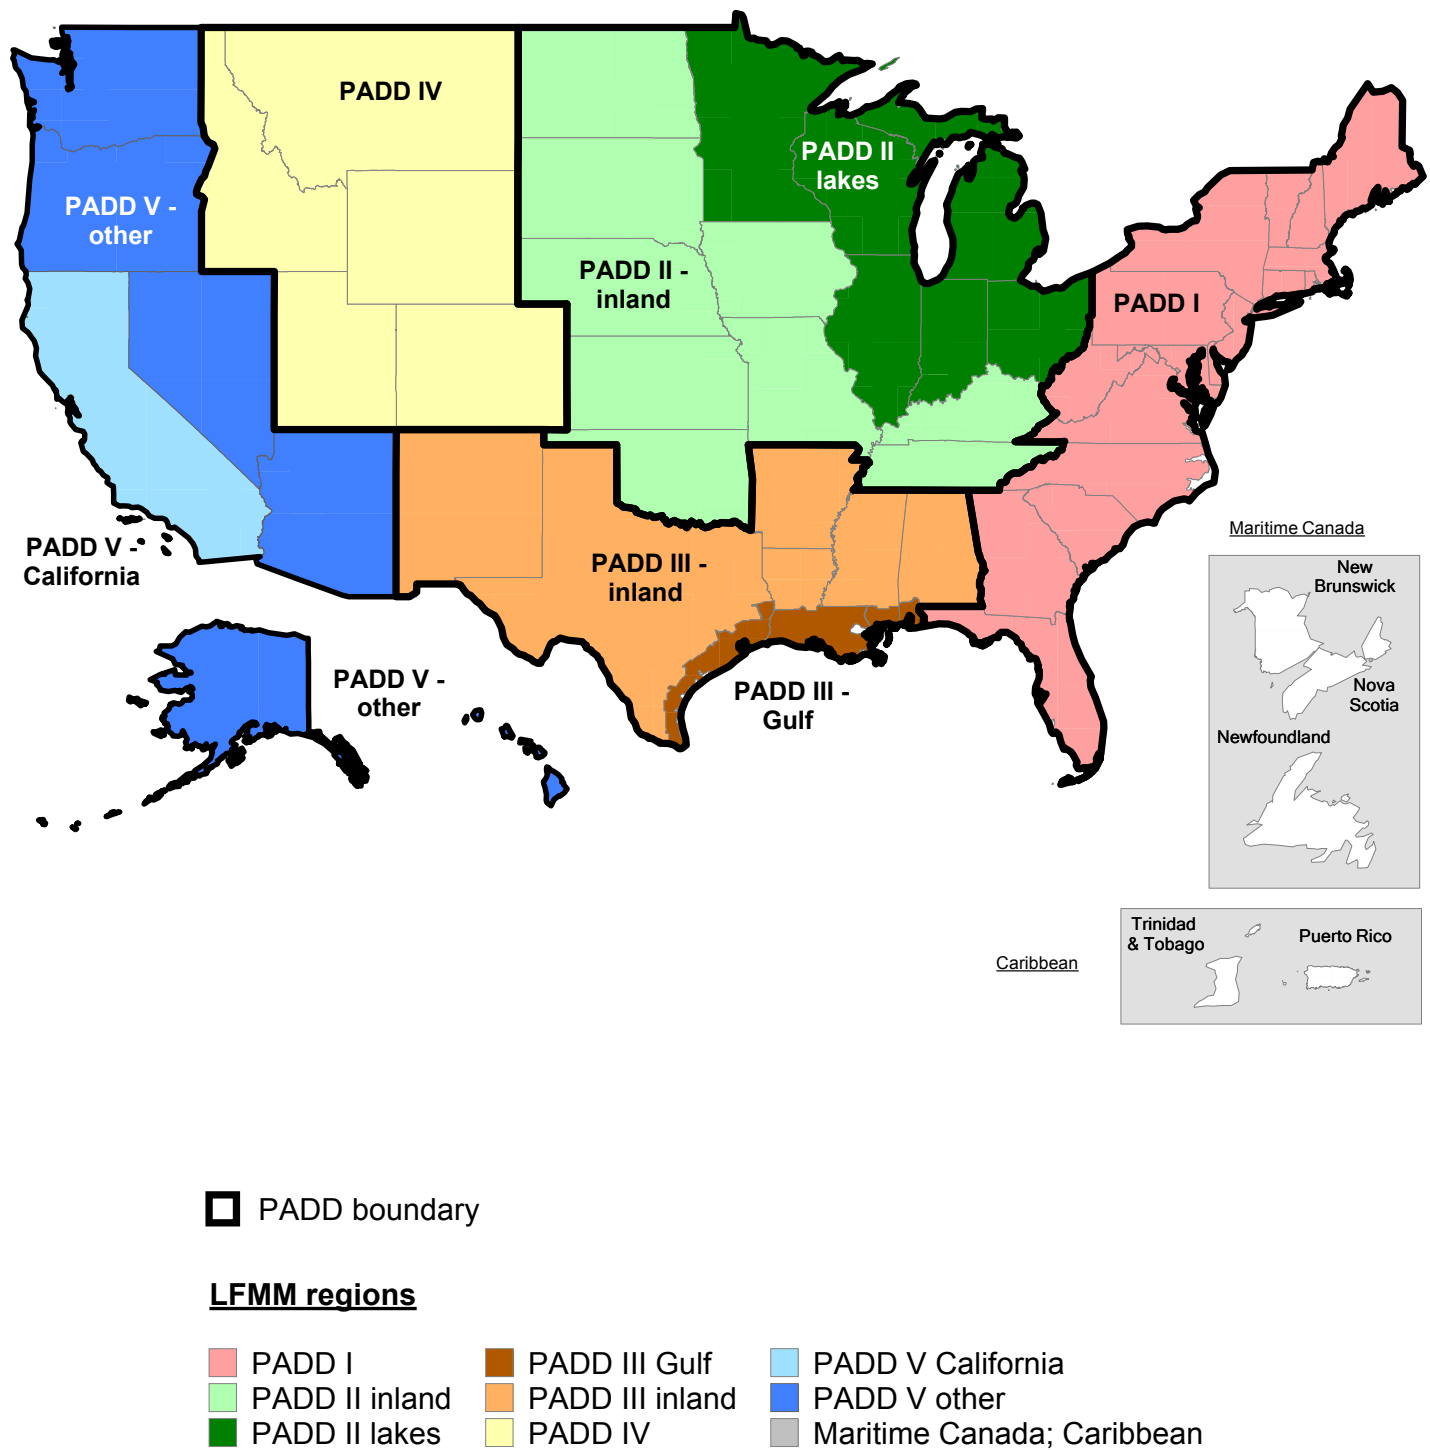 PADD IV
PADD II
lakes
PADD V -
other
PADD II -
inland
PADD I
PADD V -
California
PADD III -
inland
Maritime Canada
New
Brunswick
PADD V -
other
PADD III -
Gulf
Nova
Scotia
Newfoundland
Trinidad
& Tobago
Puerto Rico
Caribbean
PADD boundary
LFMM regions
PADD I
PADD II inland
PADD II lakes
PADD III Gulf
PADD III inland
PADD IV
PADD V California
PADD V other
Maritime Canada; Caribbean